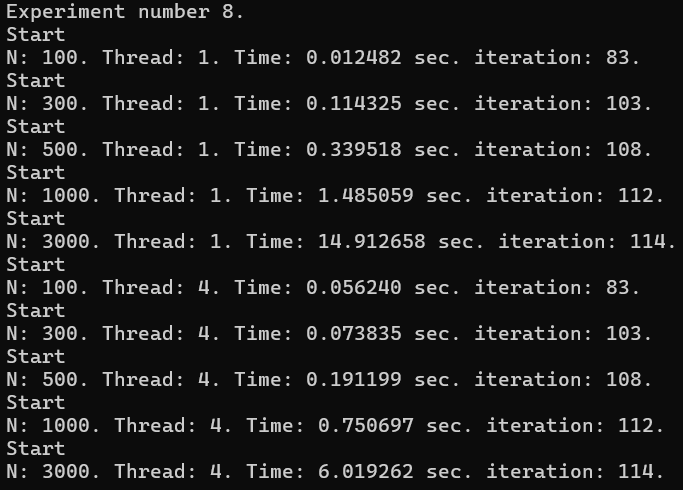 Experiment number 8.
Start
N: 100. Thread: 1. Time: 0.012482 sec. iteration: 83.
Start
N: 300. Thread: 1. Time: 0.114325 sec. iteration: 103.
Start
N: 500. Thread: 1. Time: 0.339518 sec. iteration: 108.
Start
N: 1000. Thread: 1. Time: 1.485059 sec. iteration: 112.
Start
N: 3000. Thread: 1. Time: 14.912658 sec. iteration: 114.
Start
N: 100. Thread: 4. Time: 0.056240 sec. iteration: 83.
Start
N: 300. Thread: 4. Time: 0.073835 sec. iteration: 103.
Start
N: 500. Thread: 4. Time: 0.191199 sec. iteration: 108.
Start
N: 1000. Thread: 4. Time: 0.750697 sec. iteration: 112.
Start
N: 3000. Thread: 4. Time: 6.019262 sec. iteration: 114.